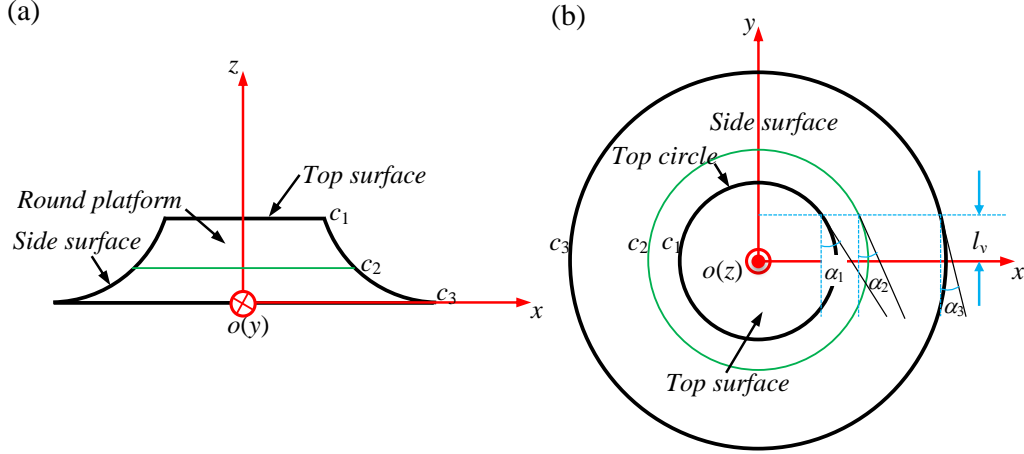 (a)
z
Top surface
Round platform
Side surface
c1
c2
c3
x
o(y)
(b)
y
Side surface
Top circle
c3
c2
c1
o(z)
α1
α2
α3
lv
x
Top surface